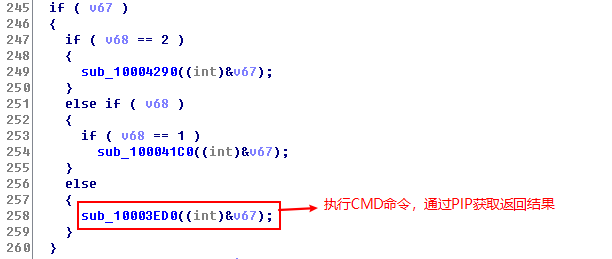 245 if ( v67 )
246 {
247 if ( v68 == 2 )
248 {
249 sub_10004290((int)&v67);
250 }
251 else if ( v68 )
252 {
253 if ( v68 == 1 )
254 sub_100041C0((int)&v67);
255 }
256 else
257 {
258 sub_10003ED0((int)&v67); 执行CMD命令，通过PIP获取返回结果
259 }
260 }